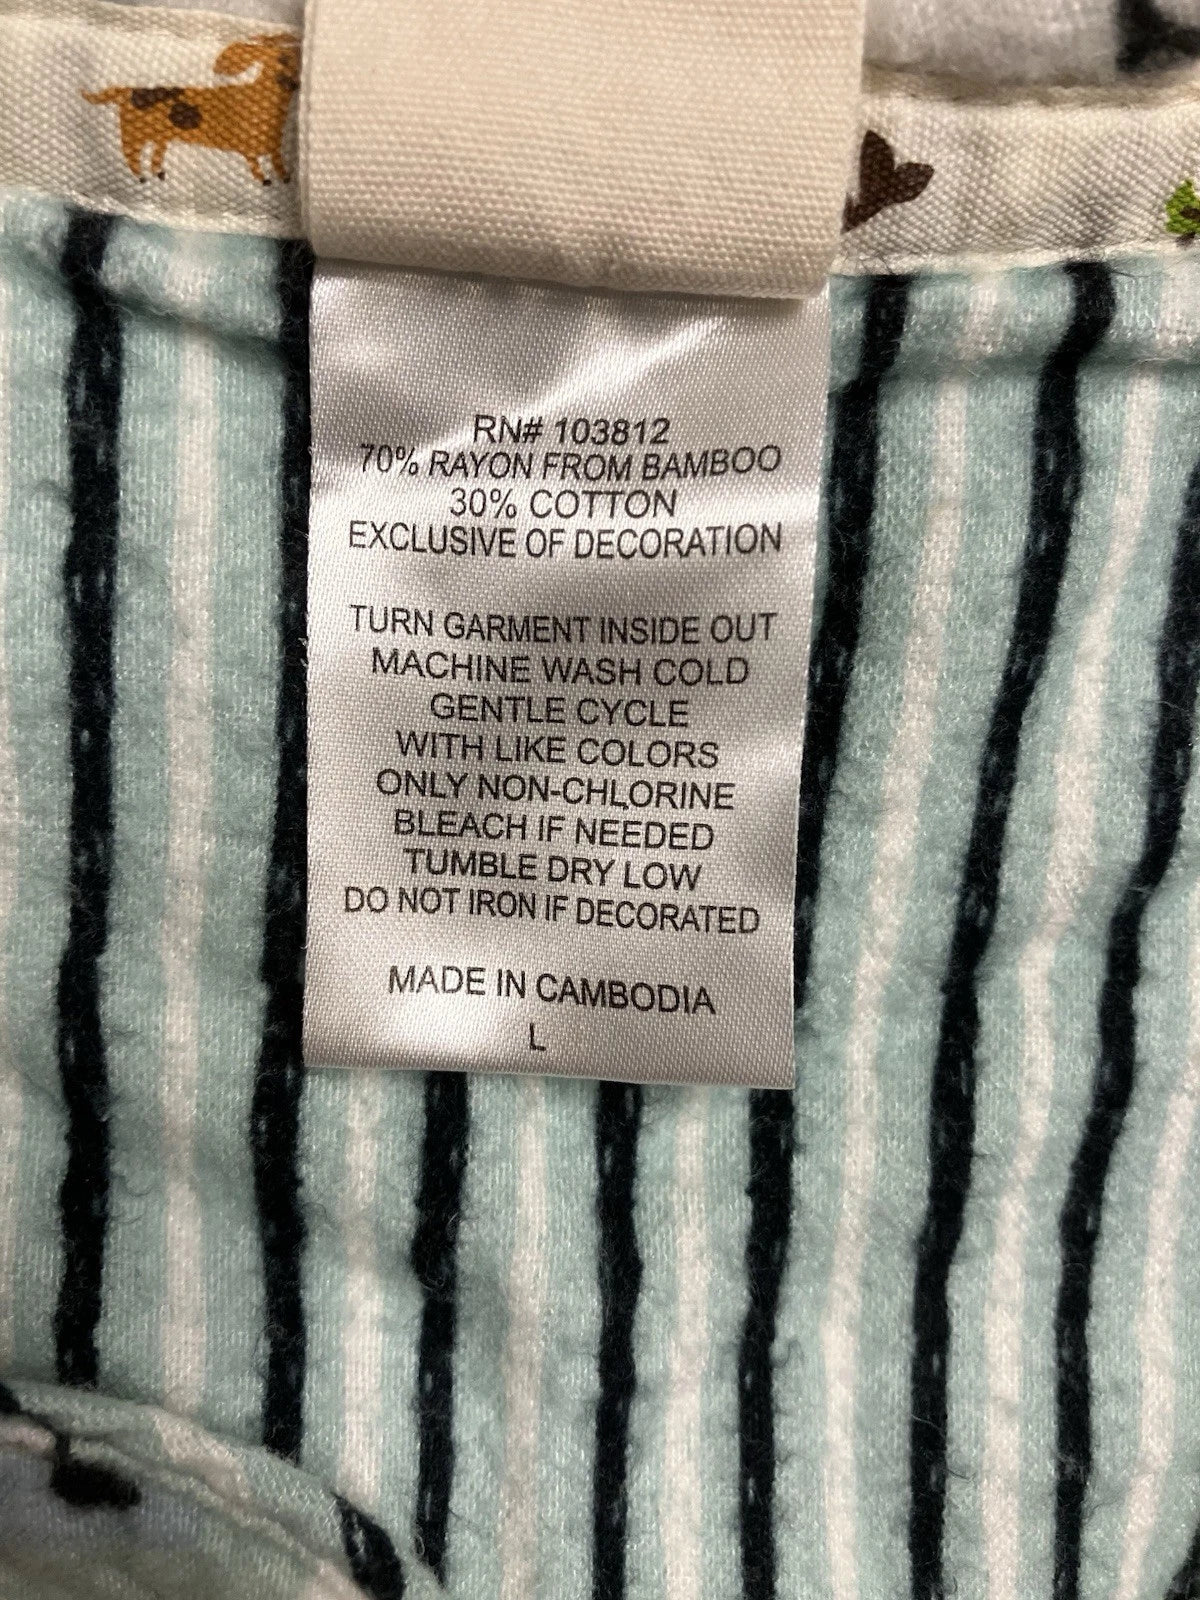 RN# 103812
70% RAYON FROM BAMBOO
30% COTTON
EXCLUSIVE OF DECORATION
TURN GARMENT INSIDE OUT
MACHINE WASH COLD
GENTLE CYCLE
WITH LIKE COLORS
ONLY NON-CHLORINE
BLEACH IF NEEDED
TUMBLE DRY LOW
DO NOT IRON IF DECORATED
MADE IN CAMBODIA
L